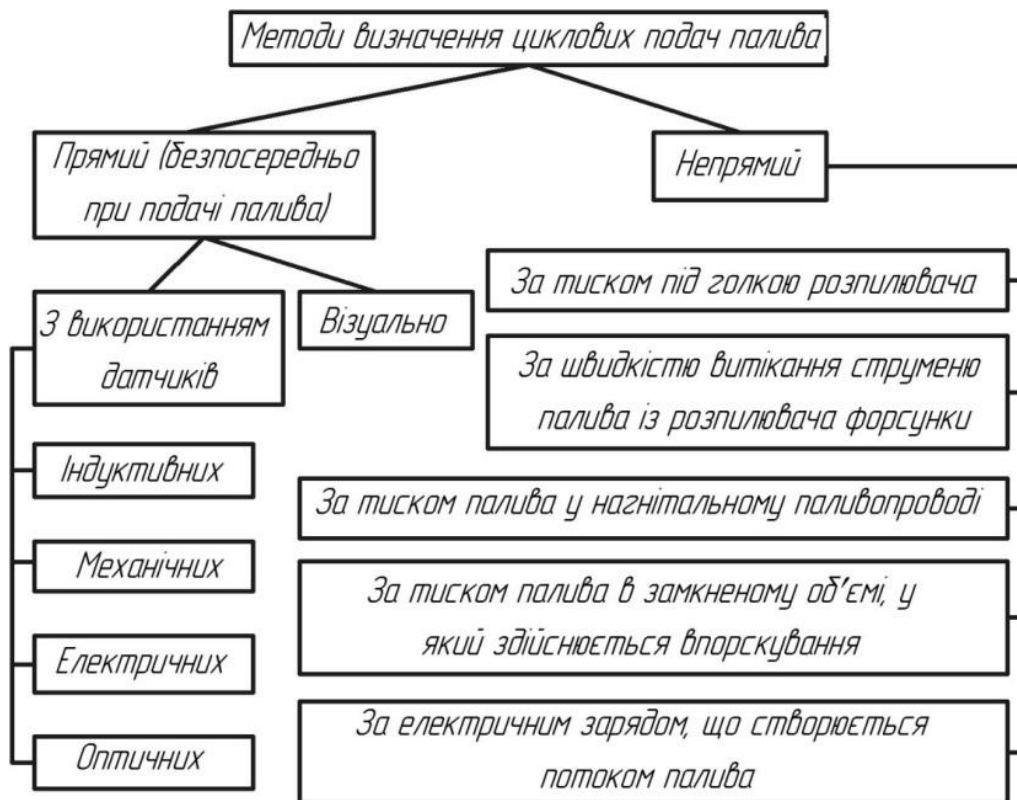 Методи визначення циклових подач палива
Прямий (безпосередньо
при подачі палива)
Непрямий
З використанням
датчиків
Візуально
Індуктивних
Механічних
Електричних
Оптичних
За тиском під голкою розпилювача
За швидкістю витікання струменю
палива із розпилювача форсунки
За тиском палива у нагнітальному паливопроводі
За тиском палива в замкненому об'ємі, у
який здійснюється впорскування
За електричним зарядом, що створюється
потоком палива